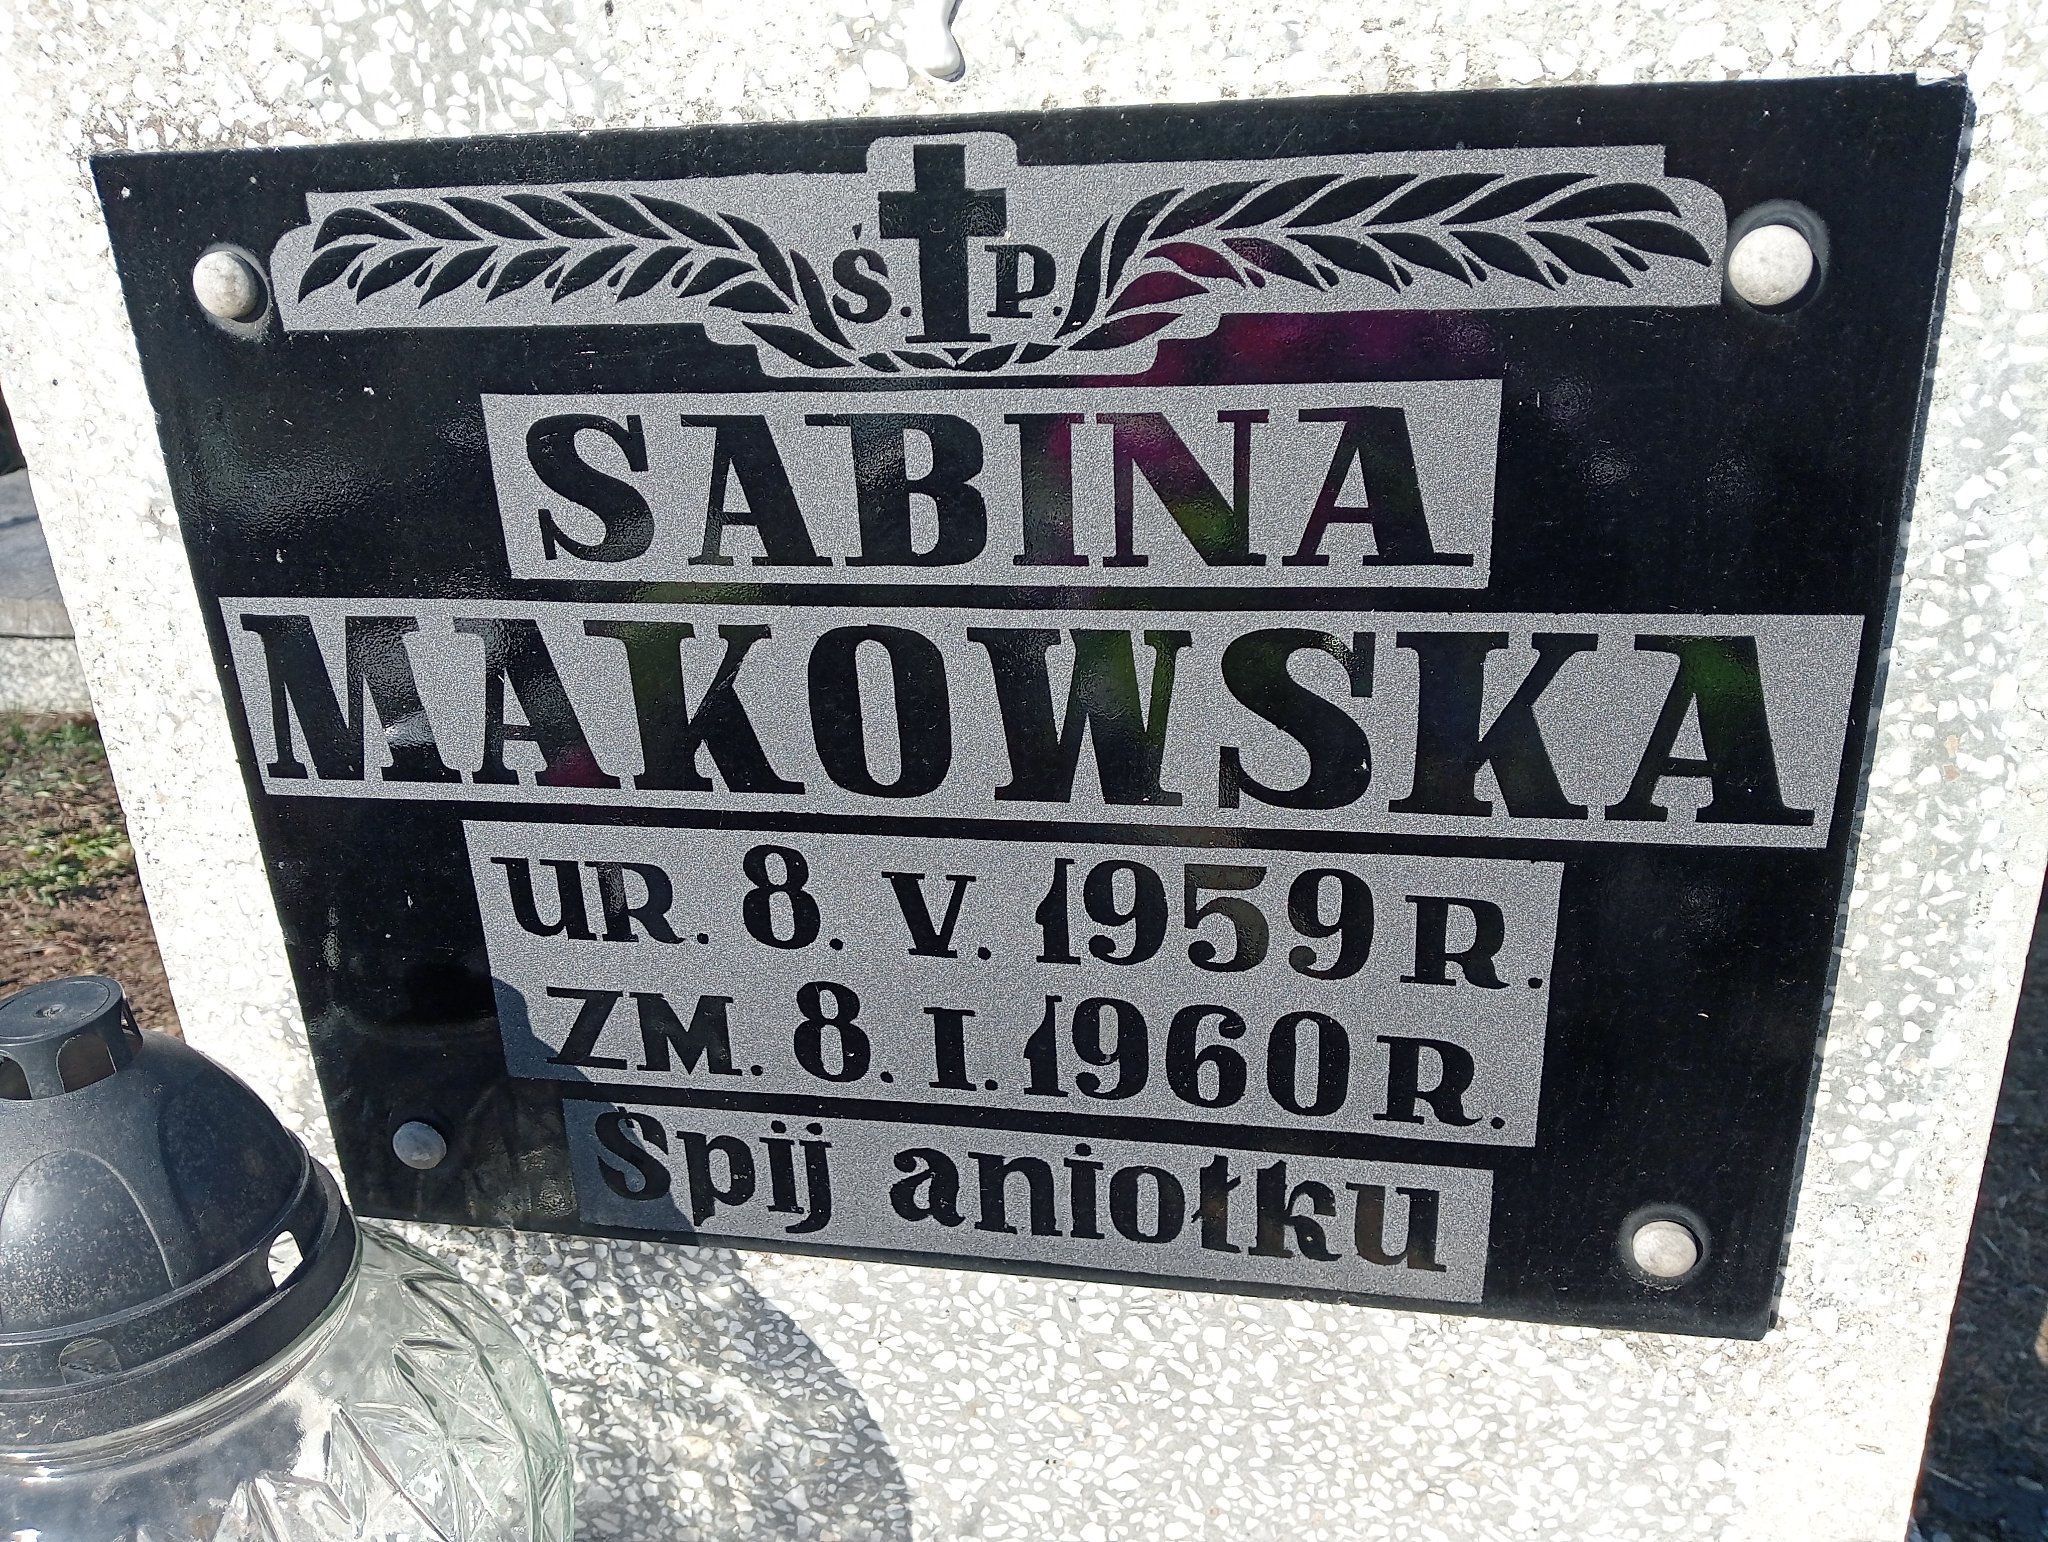 Ś. P.
SABINA
MAKOWSKA
UR. 8. V. 1959 R.
ZM. 8. I. 1960 R.
Śpij aniołku